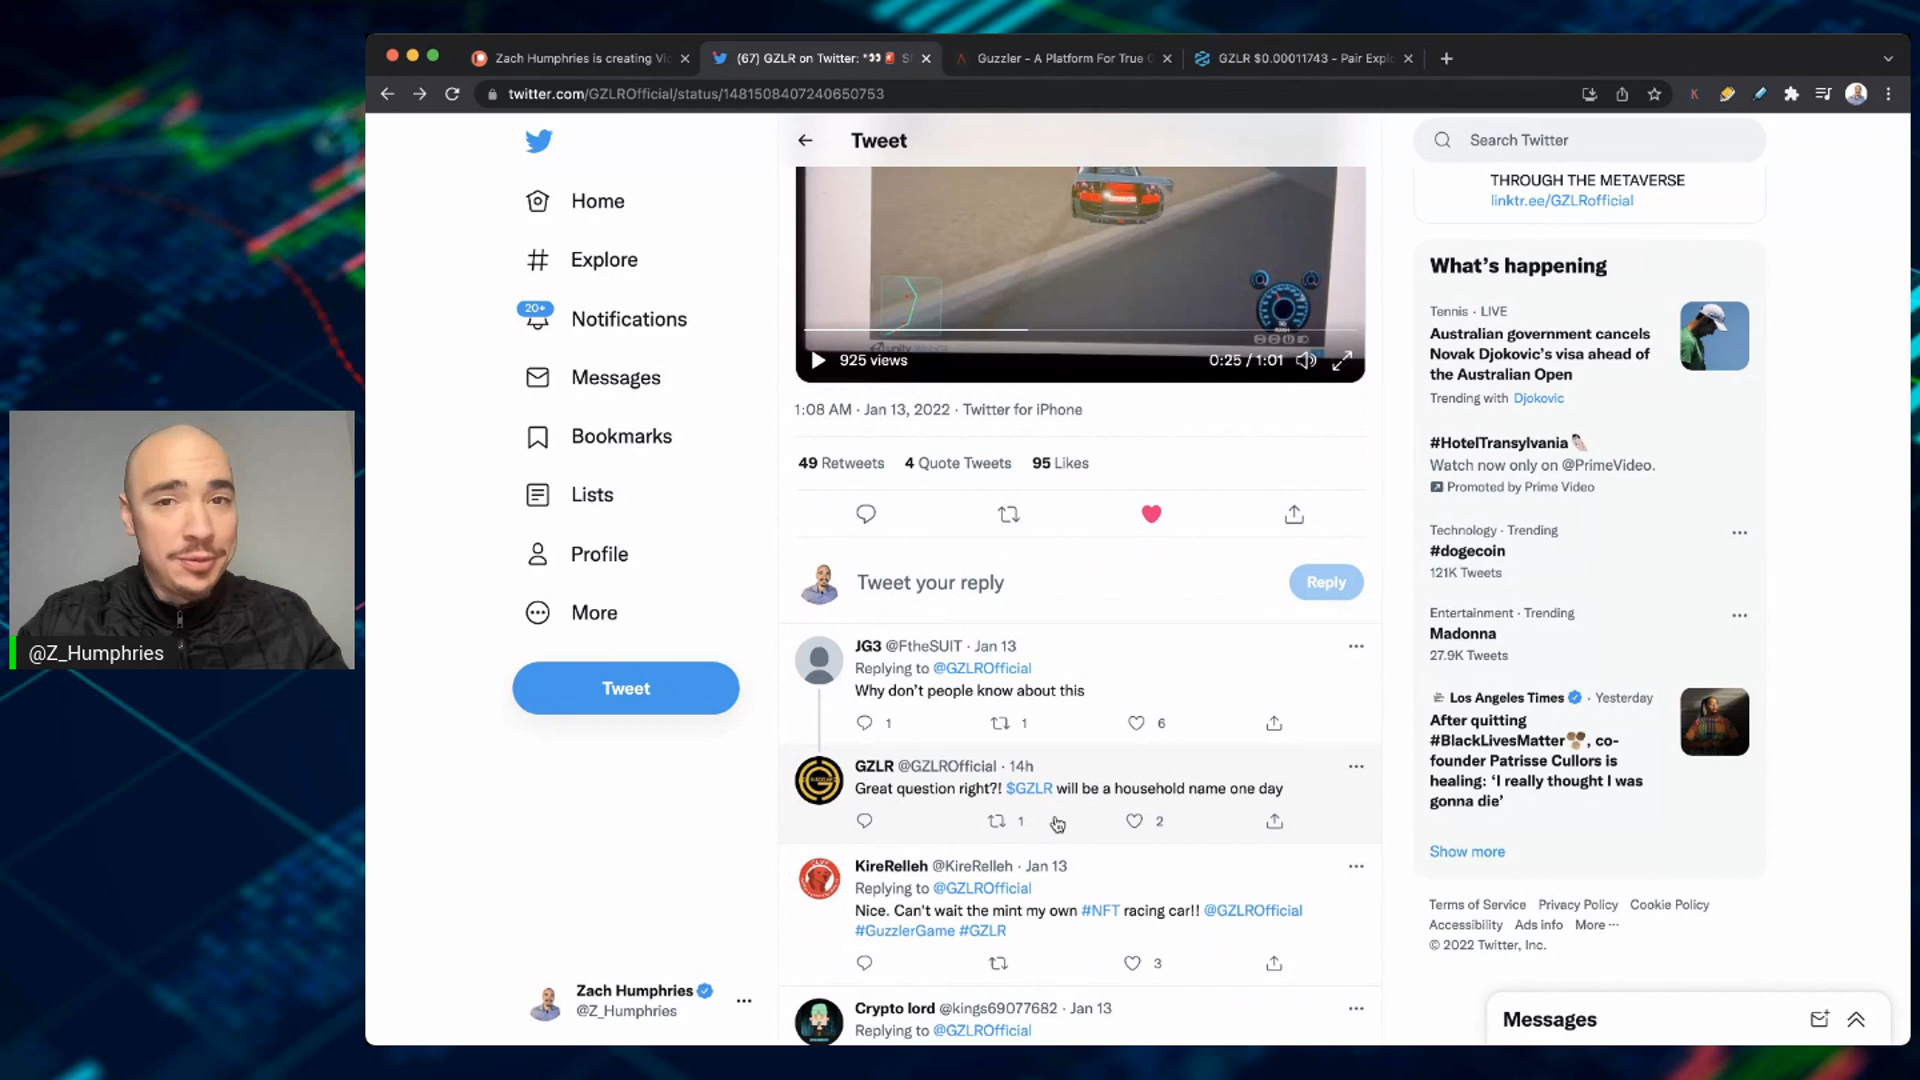 Zach Humphries is creating Vic
(67) GZLR on Twitter: "👀🚨 S
Guzzler - A Platform For True G
GZLR $0.00011743 - Pair Explo
twitter.com/GZLROfficial/status/1481508407240650753
Home
Explore
20+
Notifications
Messages
Bookmarks
Lists
Profile
More
Tweet
Zach Humphries
@Z_Humphries
@Z_Humphries
Tweet
925 views
0:25 / 1:01
1:08 AM · Jan 13, 2022 · Twitter for iPhone
49 Retweets 4 Quote Tweets 95 Likes
Tweet your reply
Reply
JG3 @FtheSUIT · Jan 13
Replying to @GZLROfficial
Why don't people know about this
1 1 6
GZLR @GZLROfficial · 14h
Great question right?! $GZLR will be a household name one day
1 2
KireRelleh @KireRelleh · Jan 13
Replying to @GZLROfficial
Nice. Can't wait the mint my own #NFT racing car!! @GZLROfficial
#GuzzlerGame #GZLR
3
Crypto lord @kings69077682 · Jan 13
Replying to @GZLROfficial
Search Twitter
THROUGH THE METAVERSE
linktr.ee/GZLRofficial
What's happening
Tennis · LIVE
Australian government cancels
Novak Djokovic's visa ahead of
the Australian Open
Trending with Djokovic
#HotelTransylvania
Watch now only on @PrimeVideo.
Promoted by Prime Video
Technology · Trending
#dogecoin
121K Tweets
Entertainment · Trending
Madonna
27.9K Tweets
Los Angeles Times · Yesterday
After quitting
#BlackLivesMatter, co-
founder Patrisse Cullors is
healing: 'I really thought I was
gonna die'
Show more
Terms of Service Privacy Policy Cookie Policy
Accessibility Ads info More ···
© 2022 Twitter, Inc.
Messages